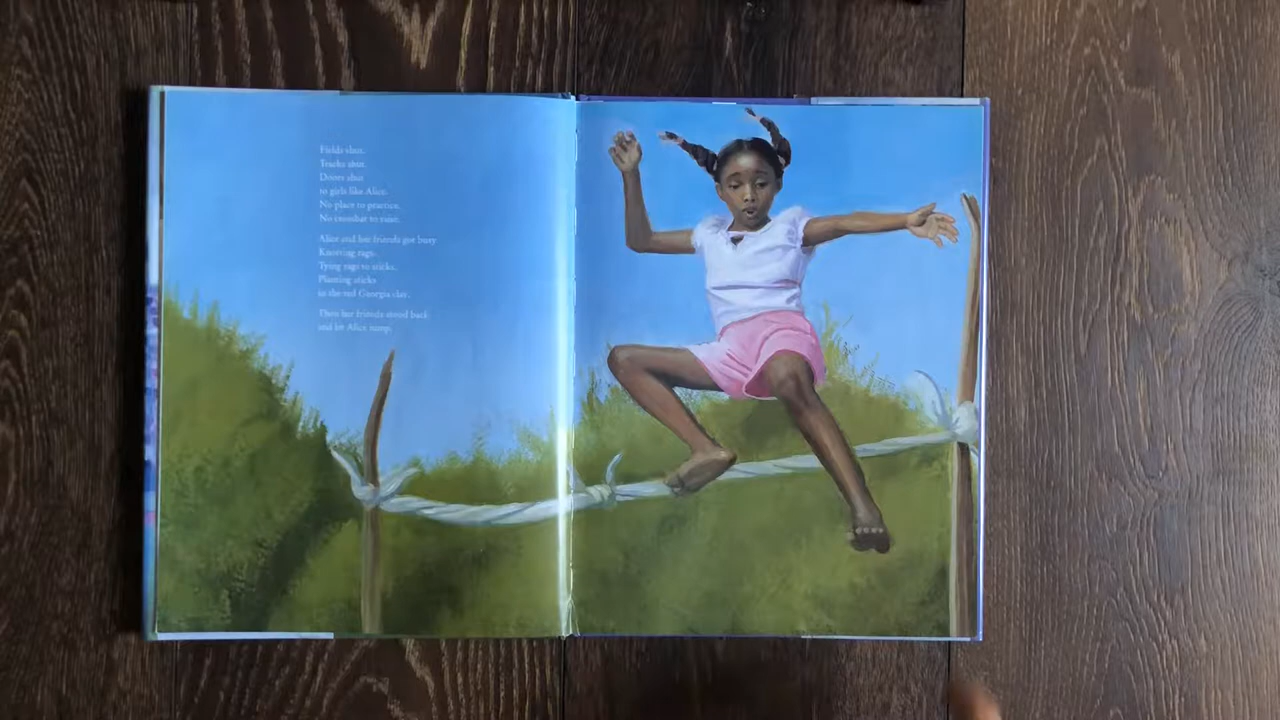 Fields shut.
Tracks shut.
Doors shut
to girls like Alice.
No place to practice.
No crossbar to raise.
Alice and her friends got busy
Knotting rags.
Tying rags to sticks.
Planting sticks
in the red Georgia clay.
Then her friends stood back
and let Alice jump.